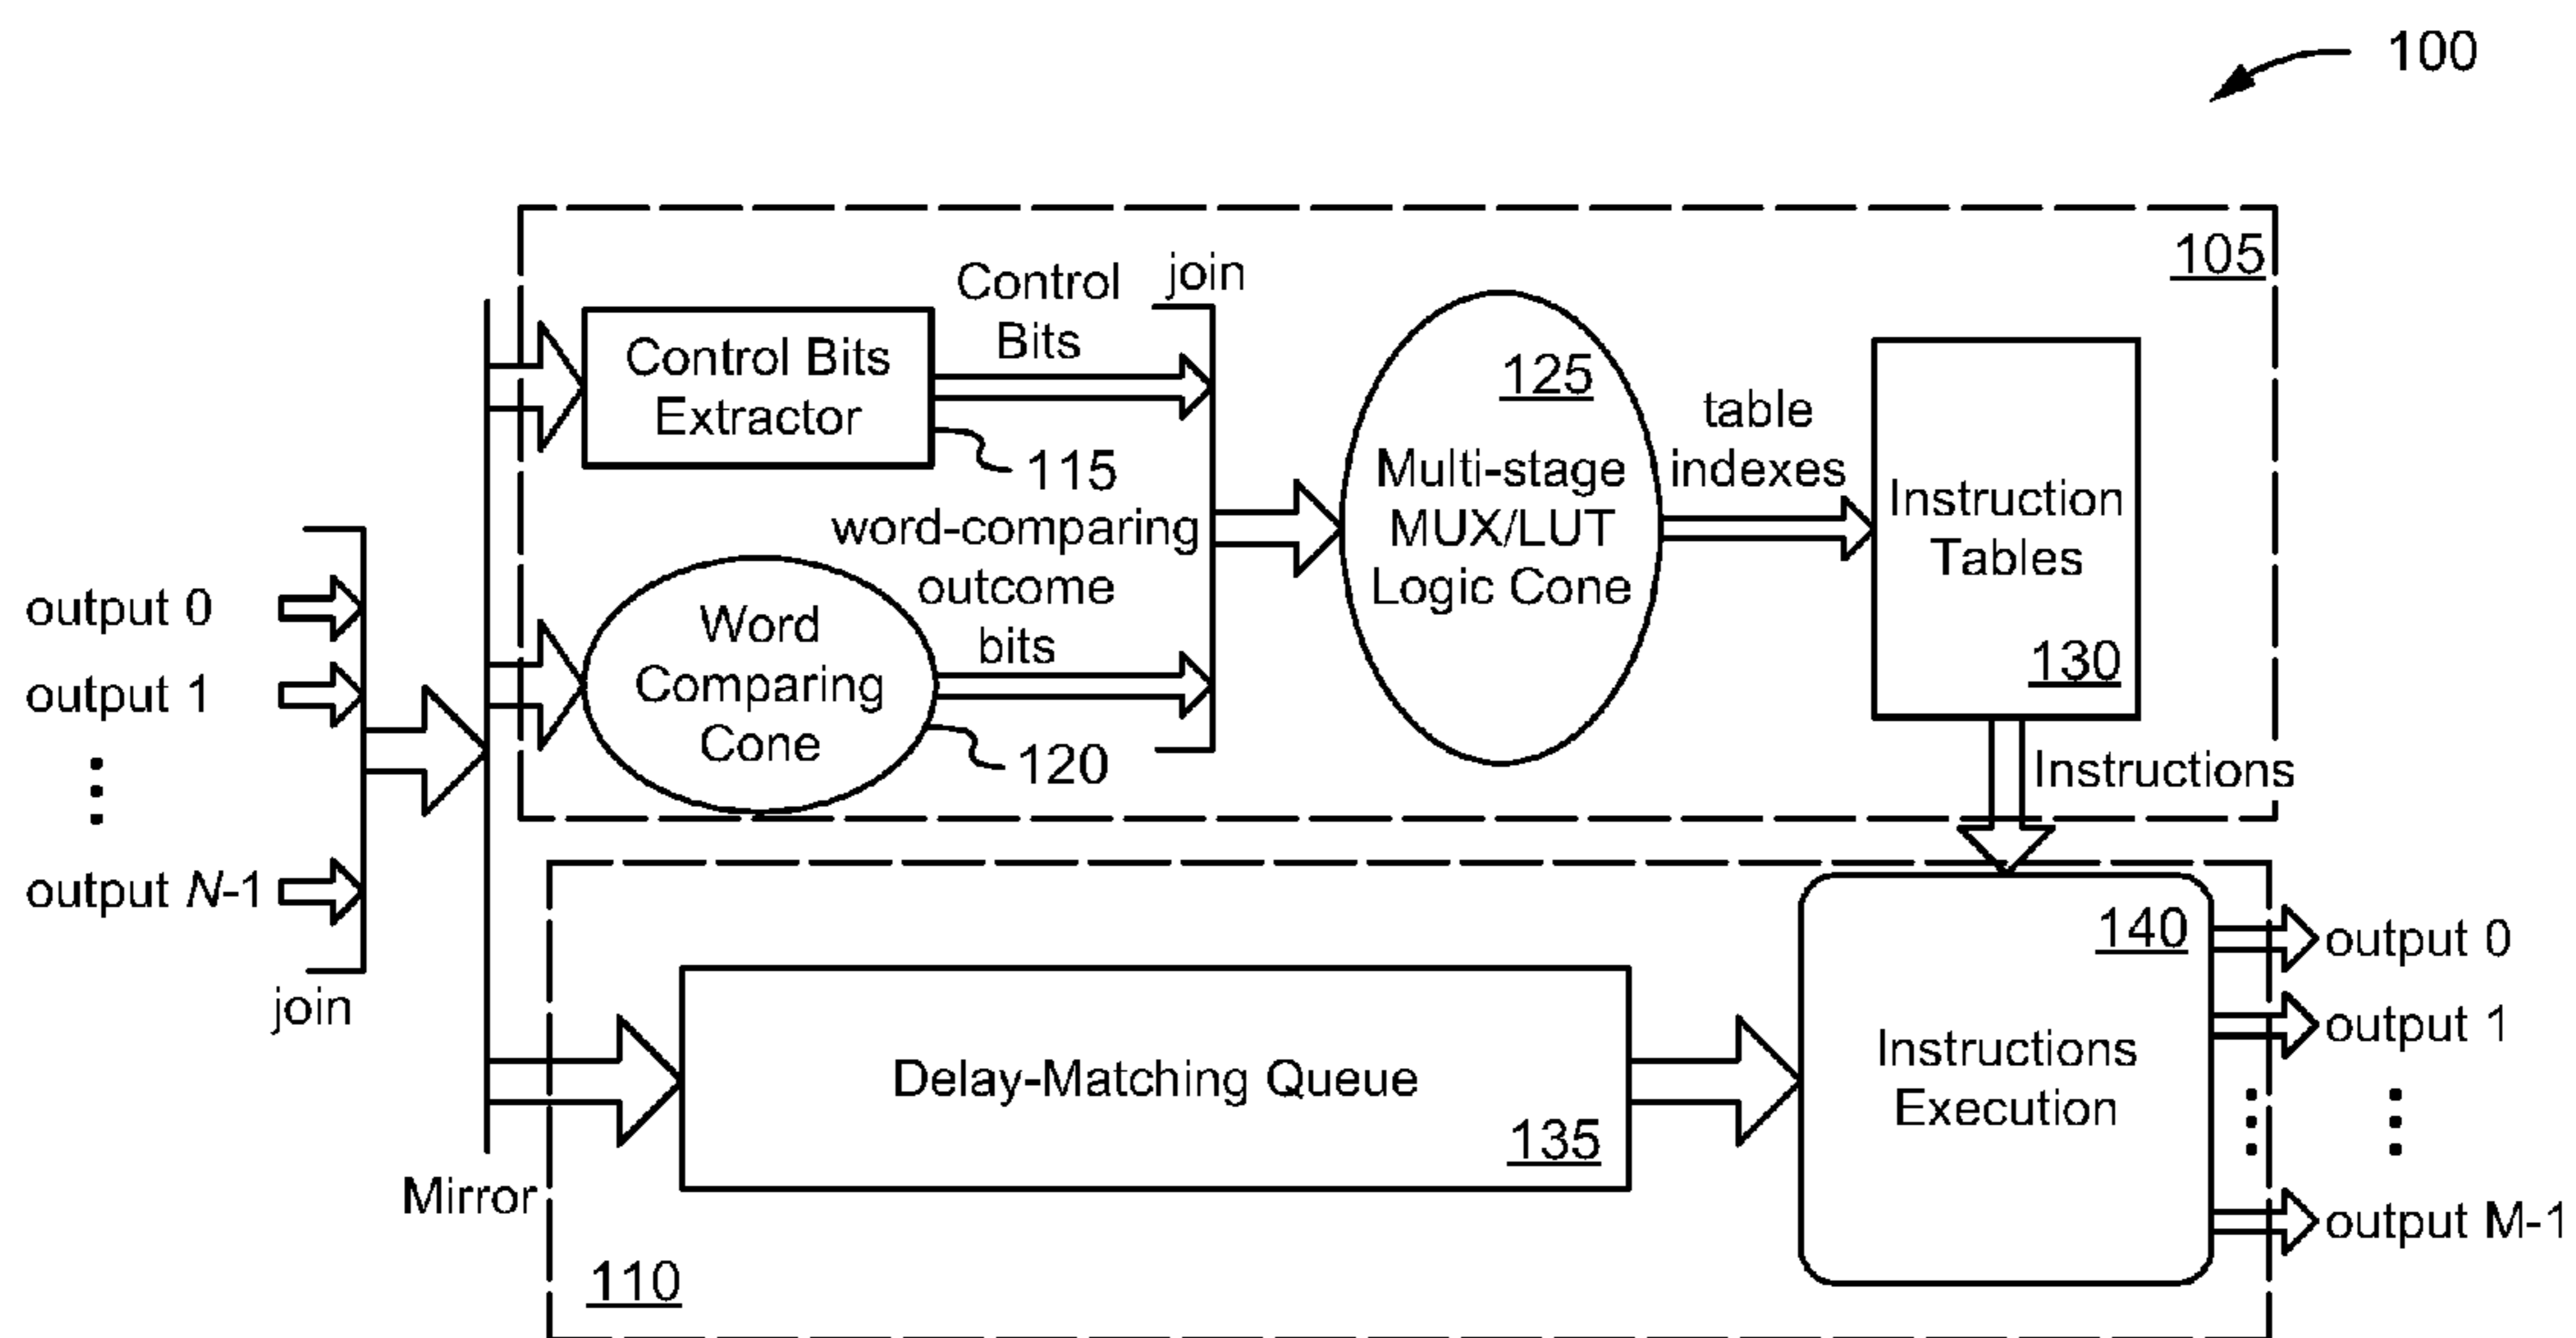 100
105
Control Bits
Extractor
115
Control
Bits
join
word-comparing
outcome
bits
Word
Comparing
Cone
120
125
Multi-stage
MUX/LUT
Logic Cone
table
indexes
Instruction
Tables
130
Instructions
output 0
output 1
output N-1
join
Mirror
110
Delay-Matching Queue
135
140
Instructions
Execution
output 0
output 1
output M-1